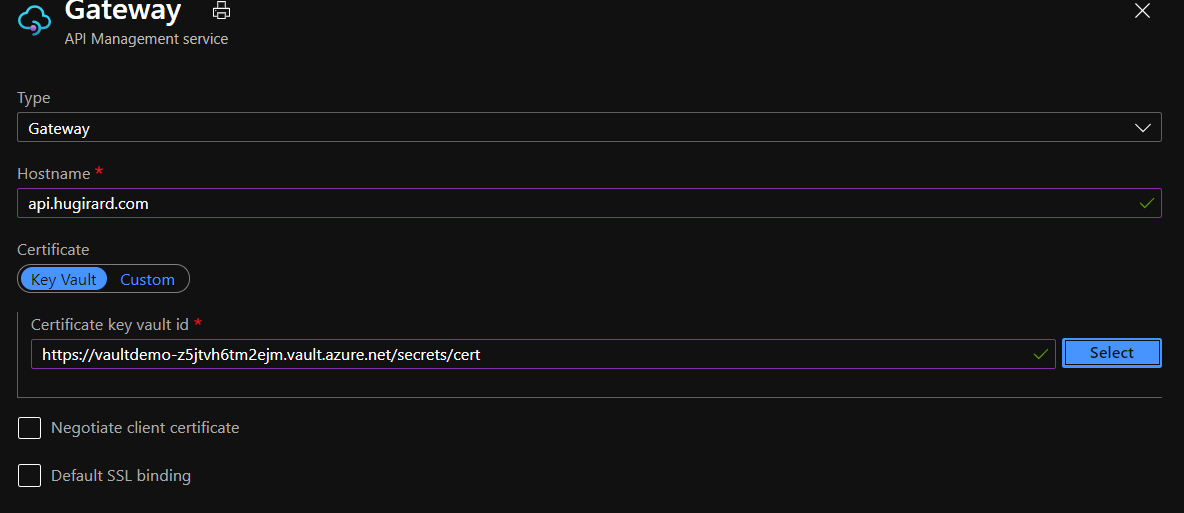 Gateway
API Management service
Type
Gateway
Hostname *
api.hugirard.com
Certificate
Key Vault Custom
Certificate key vault id *
https://vaultdemo-z5jtvh6tm2ejm.vault.azure.net/secrets/cert
Select
Negotiate client certificate
Default SSL binding